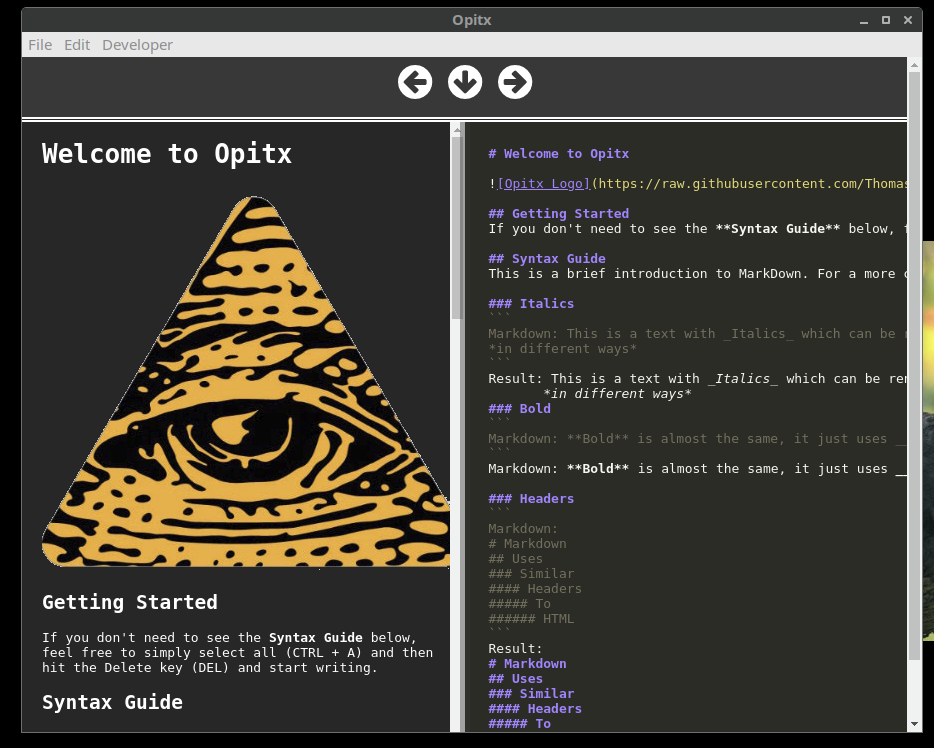 Opitx
File Edit Developer
Welcome to Opitx
Getting Started
If you don't need to see the Syntax Guide below,
feel free to simply select all (CTRL + A) and then
hit the Delete key (DEL) and start writing.
Syntax Guide
# Welcome to Opitx
![Opitx Logo](https://raw.githubusercontent.com/Thomas
## Getting Started
If you don't need to see the **Syntax Guide** below, f
## Syntax Guide
This is a brief introduction to MarkDown. For a more
### Italics
```
Markdown: This is a text with _Italics_ which can be
*in different ways*
```
Result: This is a text with _Italics_ which can be ren
*in different ways*
### Bold
```
Markdown: **Bold** is almost the same, it just uses __
```
Markdown: **Bold** is almost the same, it just uses __
### Headers
```
Markdown:
# Markdown
## Uses
### Similar
#### Headers
##### To
###### HTML
```
Result:
# Markdown
## Uses
### Similar
#### Headers
##### To